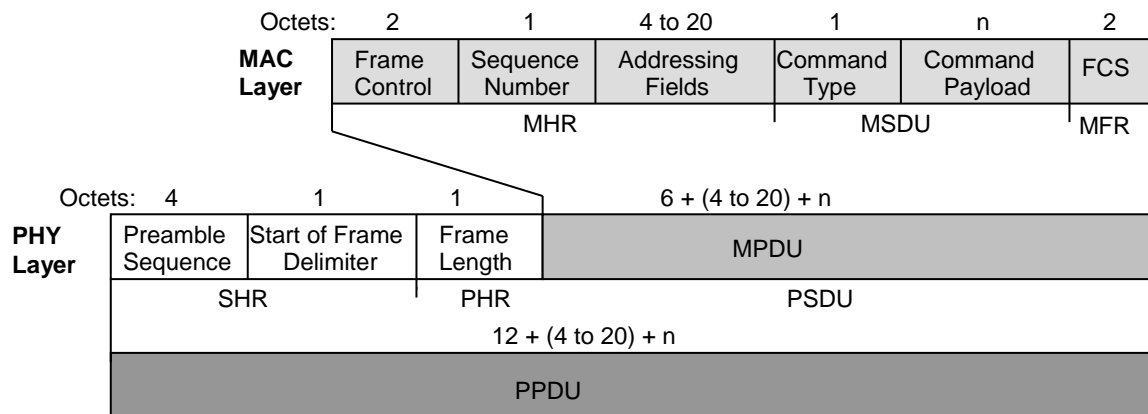 Octets: 2 1 4 to 20 1 n 2
MAC Layer
Frame Control
Sequence Number
Addressing Fields
Command Type
Command Payload
FCS
MHR MSDU MFR
Octets: 4 1 1 6 + (4 to 20) + n
PHY Layer
Preamble Sequence
Start of Frame Delimiter
Frame Length
MPDU
SHR PHR PSDU
12 + (4 to 20) + n
PPDU